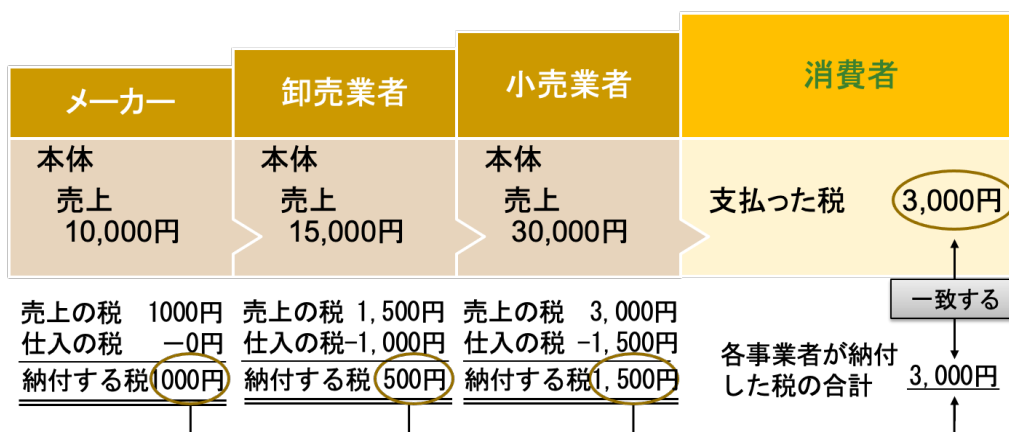 メーカー
卸売業者
小売業者
消費者
本体
売上
10,000円
本体
売上
15,000円
本体
売上
30,000円
支払った税 3,000円
一致する
売上の税 1000円
仕入の税 −0円
納付する税1000円
売上の税 1,500円
仕入の税-1,000円
納付する税 500円
売上の税 3,000円
仕入の税 -1,500円
納付する税1,500円
各事業者が納付
した税の合計 3,000円